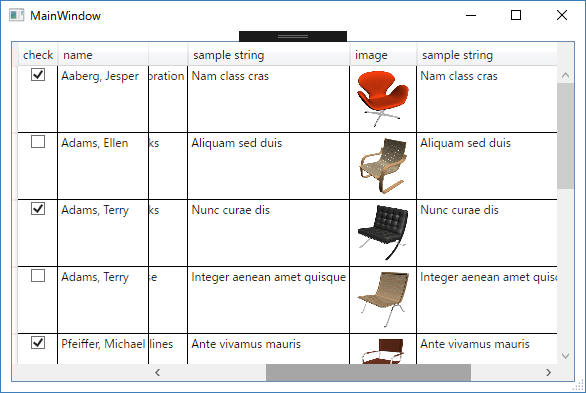 MainWindow
check name sample string image sample string
Aaberg, Jesper oration Nam class cras Nam class cras
Adams, Ellen ks Aliquam sed duis Aliquam sed duis
Adams, Terry ks Nunc curae dis Nunc curae dis
Adams, Terry se Integer aenean amet quisque Integer aenean amet quisq
Pfeiffer, Michael lines Ante vivamus mauris Ante vivamus mauris